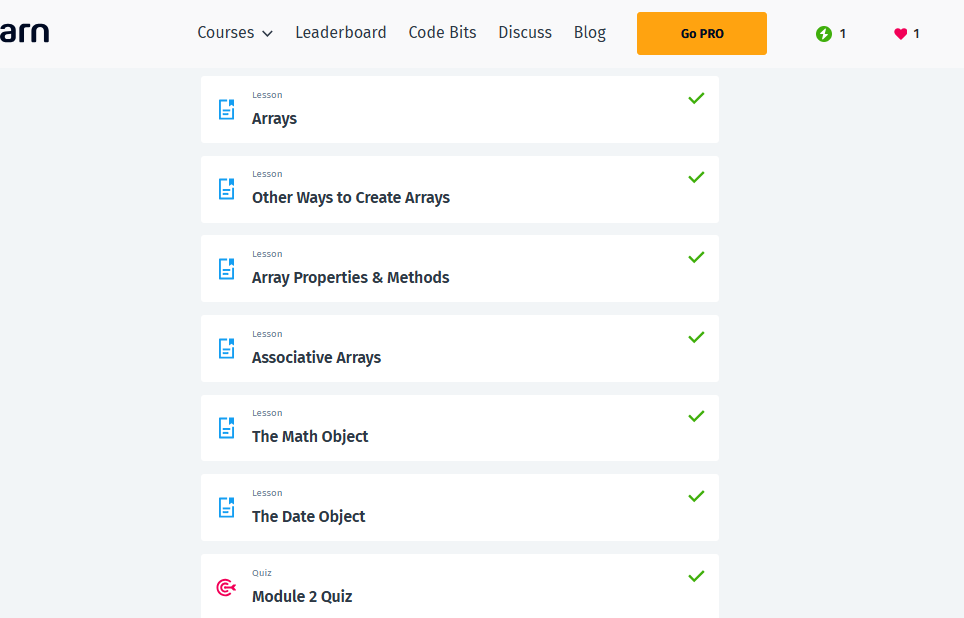 arn Courses Leaderboard Code Bits Discuss Blog Go PRO 1 1
Lesson
Arrays
Lesson
Other Ways to Create Arrays
Lesson
Array Properties & Methods
Lesson
Associative Arrays
Lesson
The Math Object
Lesson
The Date Object
Quiz
Module 2 Quiz